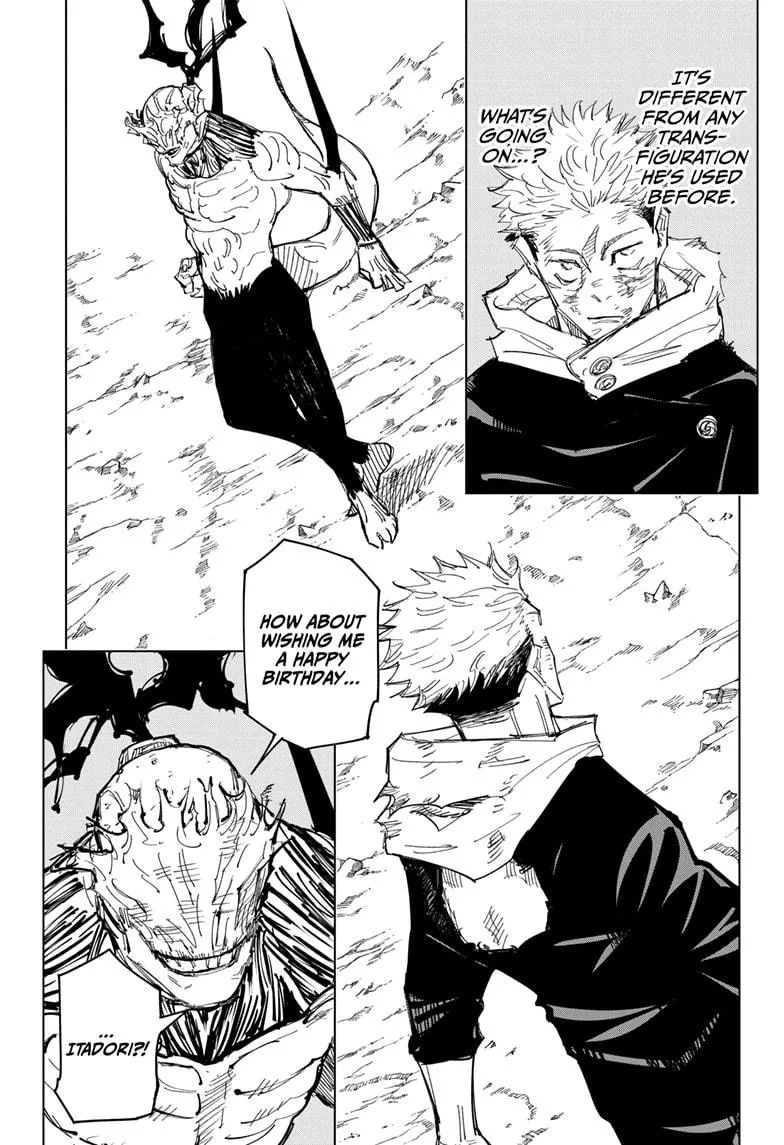 IT'S
DIFFERENT
FROM ANY
TRANS-
FIGURATION
HE'S USED
BEFORE.
WHAT'S
GOING
ON...?
HOW ABOUT
WISHING ME
A HAPPY
BIRTHDAY...
...
ITADORI?!